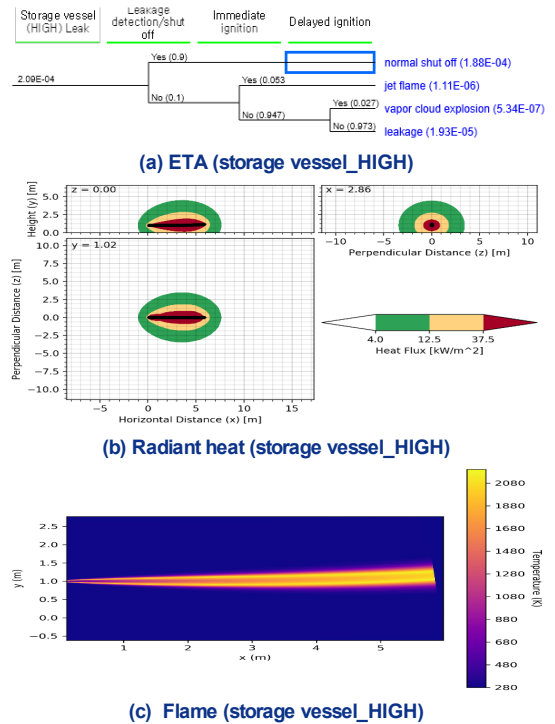 Storage vessel
(HIGH) Leak
Leakage
detection/shut
off
Immediate
ignition
Delayed ignition
Yes (0.9)
normal shut off (1.88E-04)
2.09E-04
Yes (0.053
jet flame (1.11E-06)
No (0.1)
Yes (0.027)
vapor cloud explosion (5.34E-07)
No (0.947)
No (0.973)
leakage (1.93E-05)
(a) ETA (storage vessel_HIGH)
z = 0.00
x = 2.86
Height (y) [m]
5.0
2.5
0.0
5.0
2.5
0.0
−10
−5
0
5
10
Perpendicular Distance (z) [m]
y = 1.02
Perpendicular Distance (z) [m]
10.0
7.5
5.0
2.5
0.0
−2.5
−5.0
−7.5
−10.0
−5
0
5
10
15
Horizontal Distance (x) [m]
4.0
12.5
37.5
Heat Flux [kW/m^2]
(b) Radiant heat (storage vessel_HIGH)
y (m)
2.5
2.0
1.5
1.0
0.5
0.0
−0.5
1
2
3
4
5
x (m)
2080
1880
1680
1480
1280
1080
880
680
480
280
Temperature (K)
(c) Flame (storage vessel_HIGH)